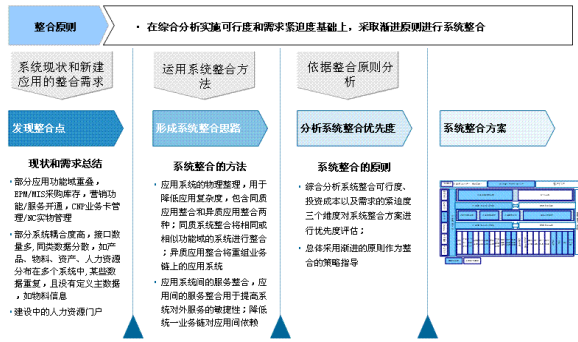 整合原则
· 在综合分析实施可行度和需求紧迫度基础上，采取渐进原则进行系统整合
系统现状和新建
应用的整合需求
运用系统整合方
法
依据整合原则分
析
发现整合点
形成系统整合思路
分析系统整合优先度
系统整合方案
现状和需求总结
• 部分应用功能域重叠，
EPM/MIS采购库存，营销功
能/服务开通，CNP业务卡管
理/NC实物管理
• 部分系统耦合度高，接口数
量多，同类数据分散，如产
品、物料、资产、人力资源
分布在多个系统中，某些数
据重复，且没有定义主数据
，如物料信息
• 建设中的人力资源门户
系统整合的方法
• 应用系统的物理整理，用于
降低应用复杂度，包含同质
应用整合和异质应用整合两
种；同质系统整合将相同或
相似功能域的系统进行整合
；异质应用整合将重组业务
链上的应用系统
• 应用系统间的服务整合，应
用间的服务整合用于提高系
统对外服务的敏捷性；降低
统一业务链对应用间依赖
系统整合的原则
• 综合分析系统整合可行度、
投资成本以及需求的紧迫度
三个维度对系统整合方案进
行优先度评估；
• 总体采用渐进的原则作为整
合的策略指导